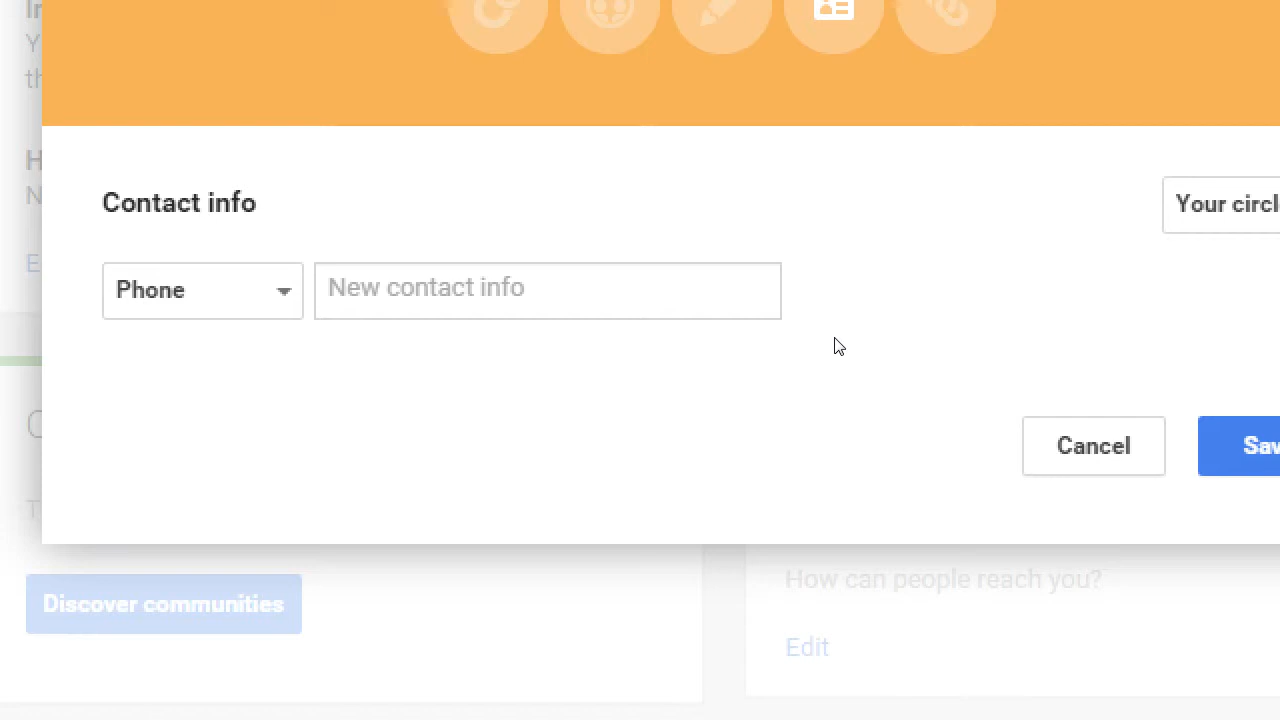 Contact info
Your circl
Phone
New contact info
Cancel
Sav
Discover communities
How can people reach you?
Edit